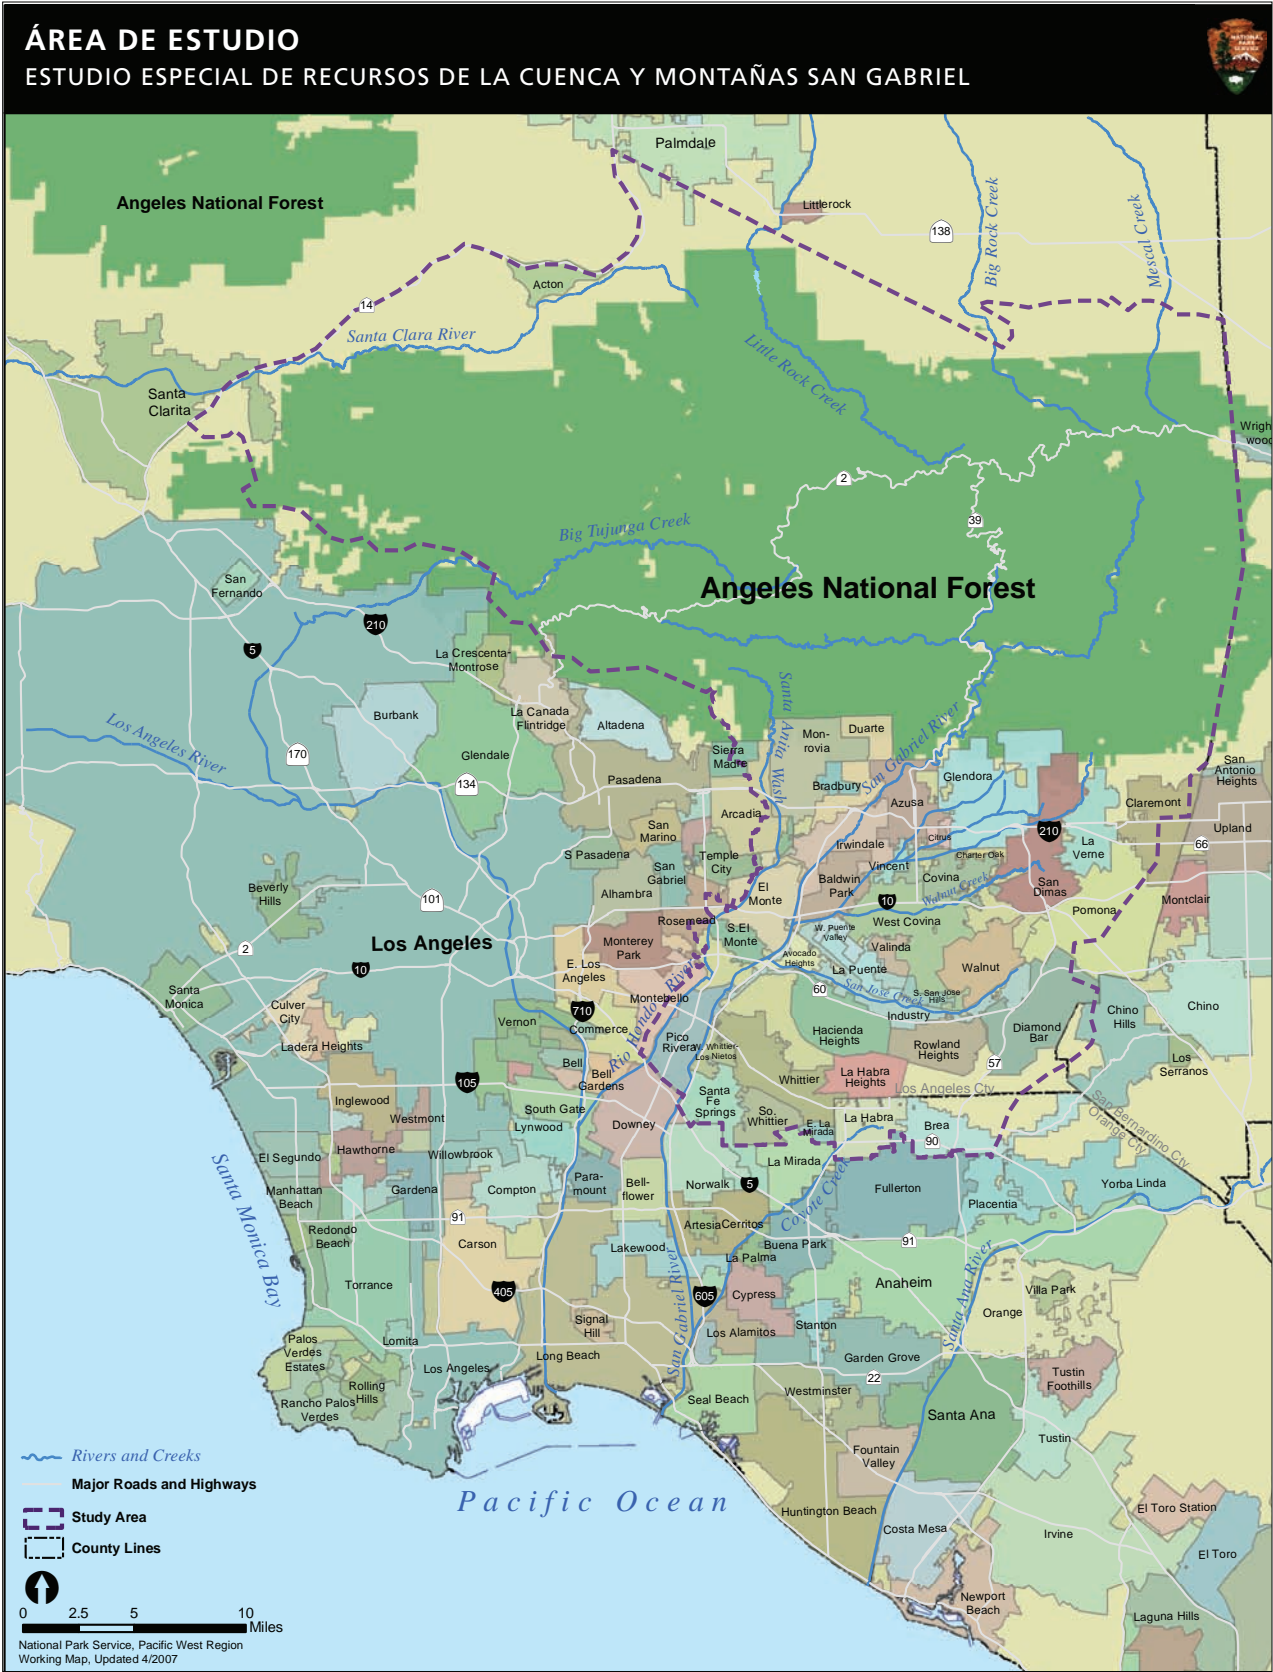 ÁREA DE ESTUDIO
ESTUDIO ESPECIAL DE RECURSOS DE LA CUENCA Y MONTAÑAS SAN GABRIEL
NATIONAL
PARK
SERVICE
Palmdale
Angeles National Forest
Littlerock
138
Big Rock Creek
Mescal Creek
Acton
14
Santa Clara River
Little Rock Creek
Santa
Clarita
Wrigh
wood
2
39
Big Tujunga Creek
Angeles National Forest
San
Fernando
210
5
La Crescenta-
Montrose
Santa Anita Wash
San Gabriel River
Los Angeles River
Burbank
La Canada
Flintridge
Altadena
Mon-
rovia
Duarte
170
Glendale
Sierra
Madre
134
Pasadena
Bradbury
Glendora
San
Antonio
Heights
Azusa
Claremont
Arcadia
San
Marino
Irwindale
Citrus
210
Upland
66
La
Verne
S Pasadena
Temple
City
San
Gabriel
Vincent
Charter Oak
Baldwin
Park
Covina
Walnut Creek
San
Dimas
Beverly
Hills
Alhambra
El
Monte
101
10
Pomona
Montclair
Rosemead
West Covina
2
Los Angeles
S.El
Monte
W. Puente
Valley
Monterey
Park
Valinda
10
E. Los
Angeles
Avocado
Heights
La Puente
Walnut
Santa
Monica
60
San Jose Creek
S. San Jose
Hills
Culver
City
710
Montebello
Rio Hondo River
Industry
Chino
Hills
Chino
Vernon
Commerce
Ladera Heights
Pico
Rivera
W. Whittier-
Los Nietos
Hacienda
Heights
Rowland
Heights
Diamond
Bar
57
Los
Serranos
Bell
Bell
Gardens
105
Whittier
La Habra
Heights
Los Angeles Cty
San Bernardino Cty
Orange Cty
Inglewood
Westmont
South Gate
Lynwood
Downey
Santa
Fe
Springs
So.
Whittier
E. La
Mirada
La Habra
Brea
90
Hawthorne
Willowbrook
El Segundo
La Mirada
Santa Monica Bay
Manhattan
Beach
Gardena
Compton
Para-
mount
Bell-
flower
Norwalk
5
Coyote Creek
Fullerton
Placentia
Yorba Linda
Redondo
Beach
91
Carson
Artesia
Cerritos
Lakewood
Buena Park
La Palma
91
Torrance
405
San Gabriel River
605
Cypress
Anaheim
Santa Ana River
Villa Park
Orange
Signal
Hill
Los Alamitos
Stanton
Palos
Verdes
Estates
Lomita
Los Angeles
Long Beach
Garden Grove
22
Tustin
Foothills
Rolling
Hills
Rancho Palos
Verdes
Seal Beach
Westminster
Santa Ana
Tustin
Fountain
Valley
Pacific Ocean
Huntington Beach
Costa Mesa
Irvine
El Toro Station
El Toro
Newport
Beach
Laguna Hills
Rivers and Creeks
Major Roads and Highways
Study Area
County Lines
0 2.5 5 10
Miles
National Park Service, Pacific West Region
Working Map, Updated 4/2007